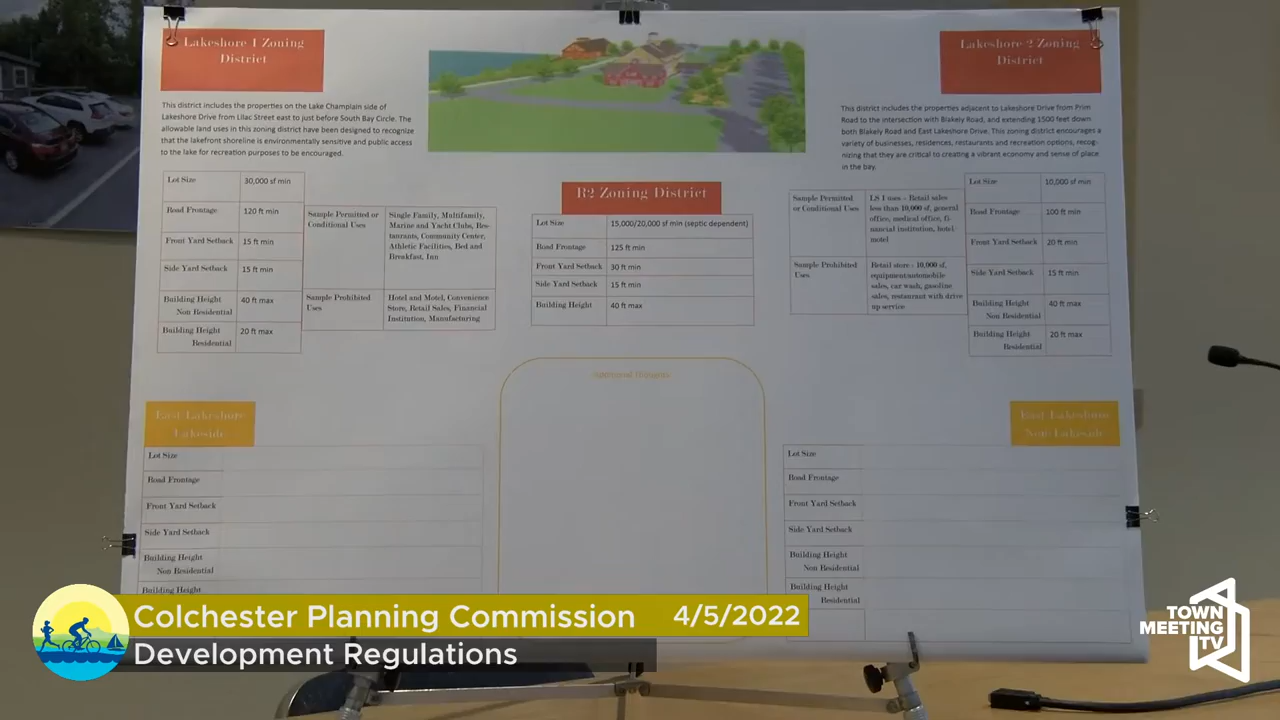 Lakeshore 1 Zoning
District
This district includes the properties on the Lake Champlain side of
Lakeshore Drive from Lilac Street east to just before South Bay Circle. The
allowable land uses in this zoning district have been designed to recognize
that the lakefront shoreline is environmentally sensitive and public access
to the lake for recreation purposes to be encouraged.
Lot Size 30,000 sf min
Road Frontage 120 ft min
Front Yard Setback 15 ft min
Side Yard Setback 15 ft min
Building Height 40 ft max
Non Residential
Building Height 20 ft max
Residential
Sample Permitted or
Conditional Uses
Single Family, Multifamily,
Marine and Yacht Clubs, Res-
taurants, Community Center,
Athletic Facilities, Bed and
Breakfast, Inn
Sample Prohibited
Uses
Hotel and Motel, Convenience
Store, Retail Sales, Financial
Institution, Manufacturing
R2 Zoning District
Lot Size 15,000/20,000 sf min (septic dependent)
Road Frontage 125 ft min
Front Yard Setback 30 ft min
Side Yard Setback 15 ft min
Building Height 40 ft max
Lakeshore 2 Zoning
District
This district includes the properties adjacent to Lakeshore Drive from Prim
Road to the intersection with Blakely Road, and extending 1500 feet down
both Blakely Road and East Lakeshore Drive. This zoning district encourages a
variety of businesses, residences, restaurants and recreation options, recog-
nizing that they are critical to creating a vibrant economy and sense of place
in the bay.
Sample Permitted
or Conditional Uses
LS 1 uses - Retail sales
less than 10,000 sf, general
office, medical office, fi-
nancial institution, hotel
motel
Sample Prohibited
Uses
Retail store > 10,000 sf,
equipment/automobile
sales, car wash, gasoline
sales, restaurant with drive
up service
Lot Size 10,000 sf min
Road Frontage 100 ft min
Front Yard Setback 20 ft min
Side Yard Setback 15 ft min
Building Height 40 ft max
Non Residential
Building Height 20 ft max
Residential
East Lakeshore
Lakeside
Lot Size
Road Frontage
Front Yard Setback
Side Yard Setback
Building Height
Non Residential
Building Height
East Lakeshore
Non-Lakeside
Lot Size
Road Frontage
Front Yard Setback
Side Yard Setback
Building Height
Non Residential
Building Height
Residential
Colchester Planning Commission 4/5/2022
Development Regulations
TOWN
MEETING
TV